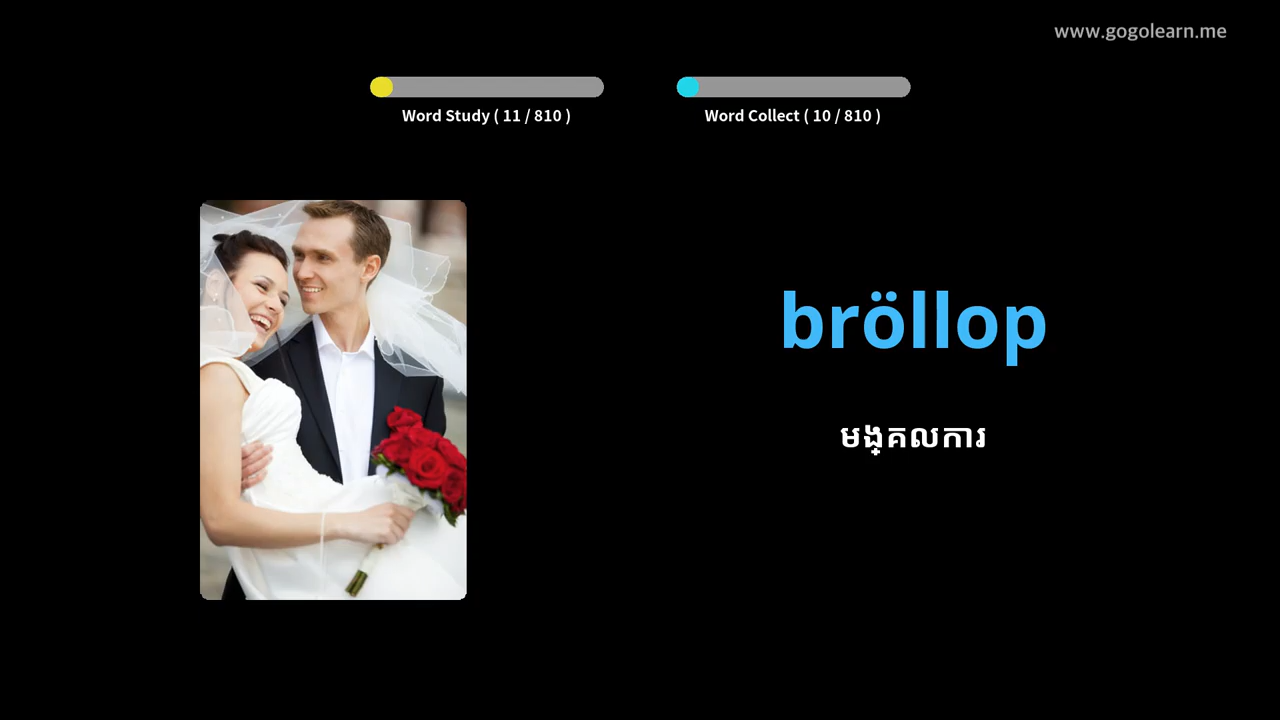 www.gogolearn.me
Word Study ( 11 / 810 )
Word Collect ( 10 / 810 )
bröllop
មង្គលការ